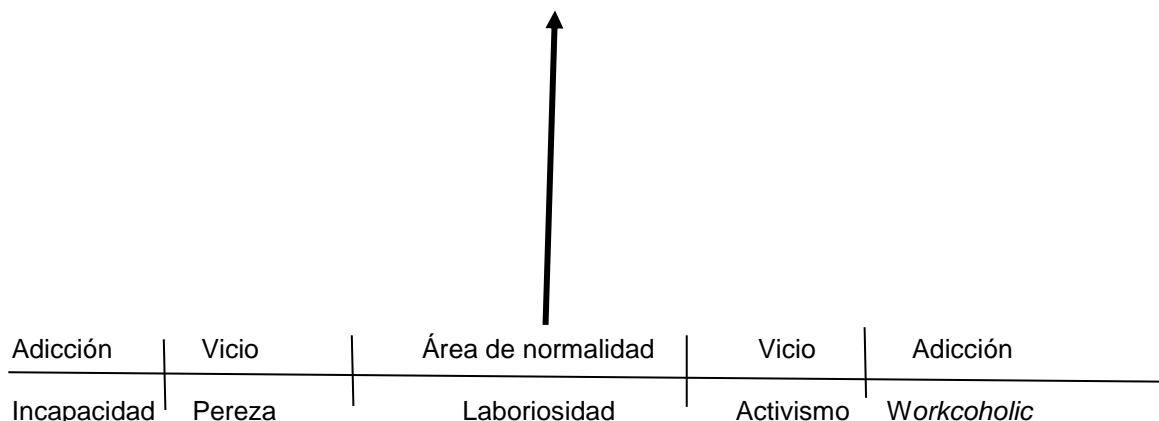 Adicción Vicio Área de normalidad Vicio Adicción
Incapacidad Pereza Laboriosidad Activismo Workcoholic